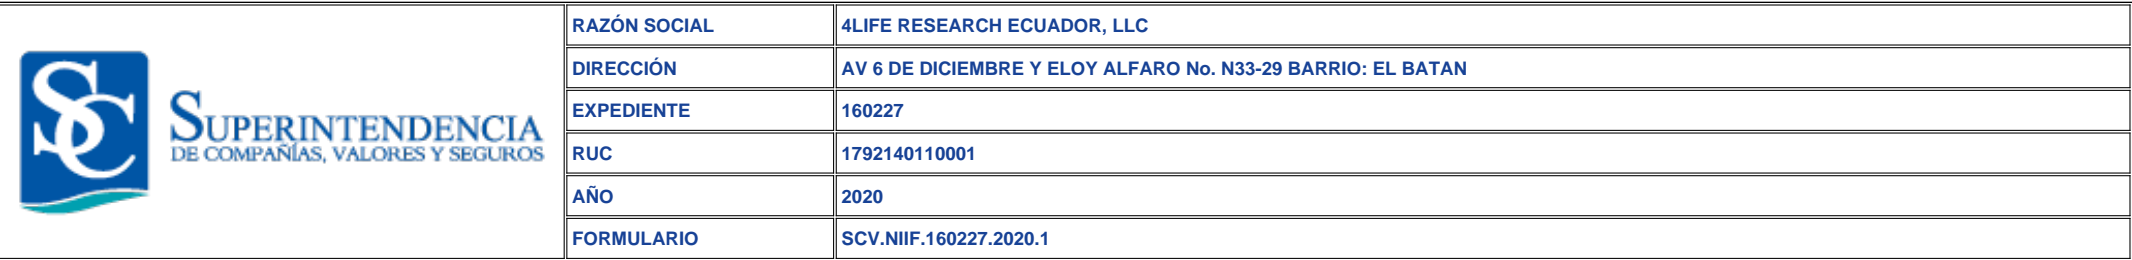 SC
SUPERINTENDENCIA
DE COMPAÑÍAS, VALORES Y SEGUROS
RAZÓN SOCIAL 4LIFE RESEARCH ECUADOR, LLC
DIRECCIÓN AV 6 DE DICIEMBRE Y ELOY ALFARO No. N33-29 BARRIO: EL BATAN
EXPEDIENTE 160227
RUC 1792140110001
AÑO 2020
FORMULARIO SCV.NIIF.160227.2020.1